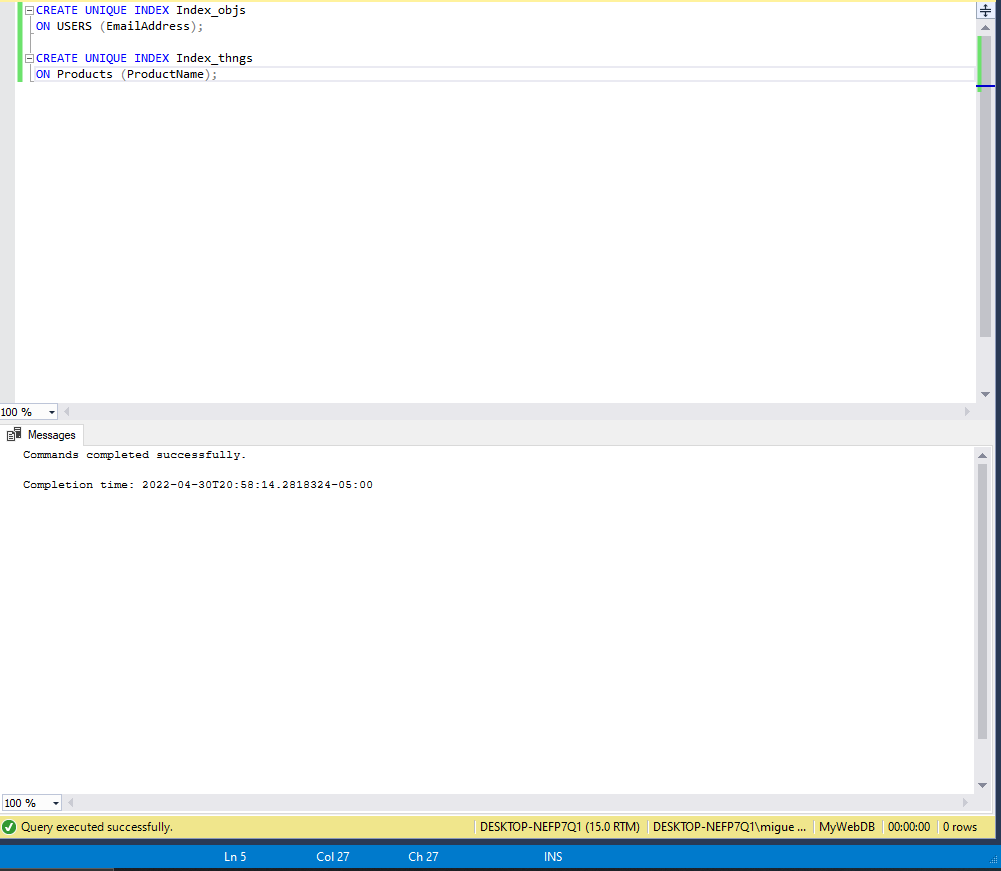 CREATE UNIQUE INDEX Index_objs
ON USERS (EmailAddress);
CREATE UNIQUE INDEX Index_thngs
ON Products (ProductName);
100 %
Messages
Commands completed successfully.
Completion time: 2022-04-30T20:58:14.2818324-05:00
100 %
Query executed successfully. DESKTOP-NEFP7Q1 (15.0 RTM) DESKTOP-NEFP7Q1\migue ... MyWebDB 00:00:00 0 rows
Ln 5 Col 27 Ch 27 INS